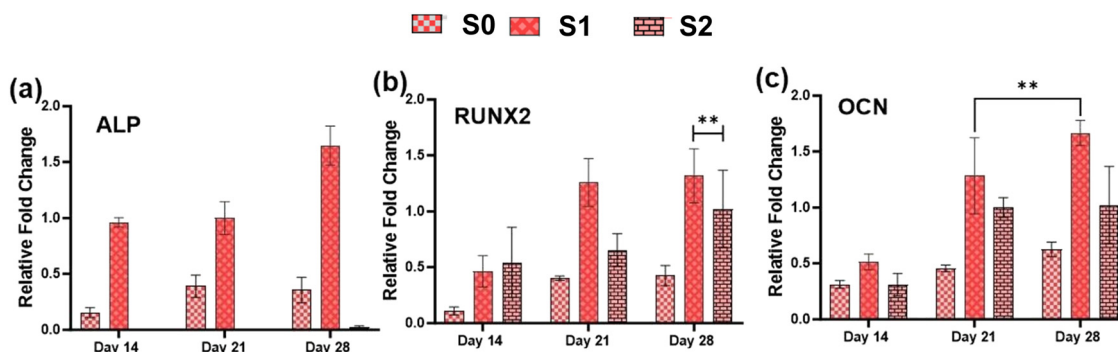 S0 S1 S2
(a)
ALP
Relative Fold Change
2.0
1.5
1.0
0.5
0.0
Day 14 Day 21 Day 28
(b)
RUNX2
**
Relative Fold Change
2.0
1.5
1.0
0.5
0.0
Day 14 Day 21 Day 28
(c)
OCN
**
Relative Fold Change
2.0
1.5
1.0
0.5
0.0
Day 14 Day 21 Day 28